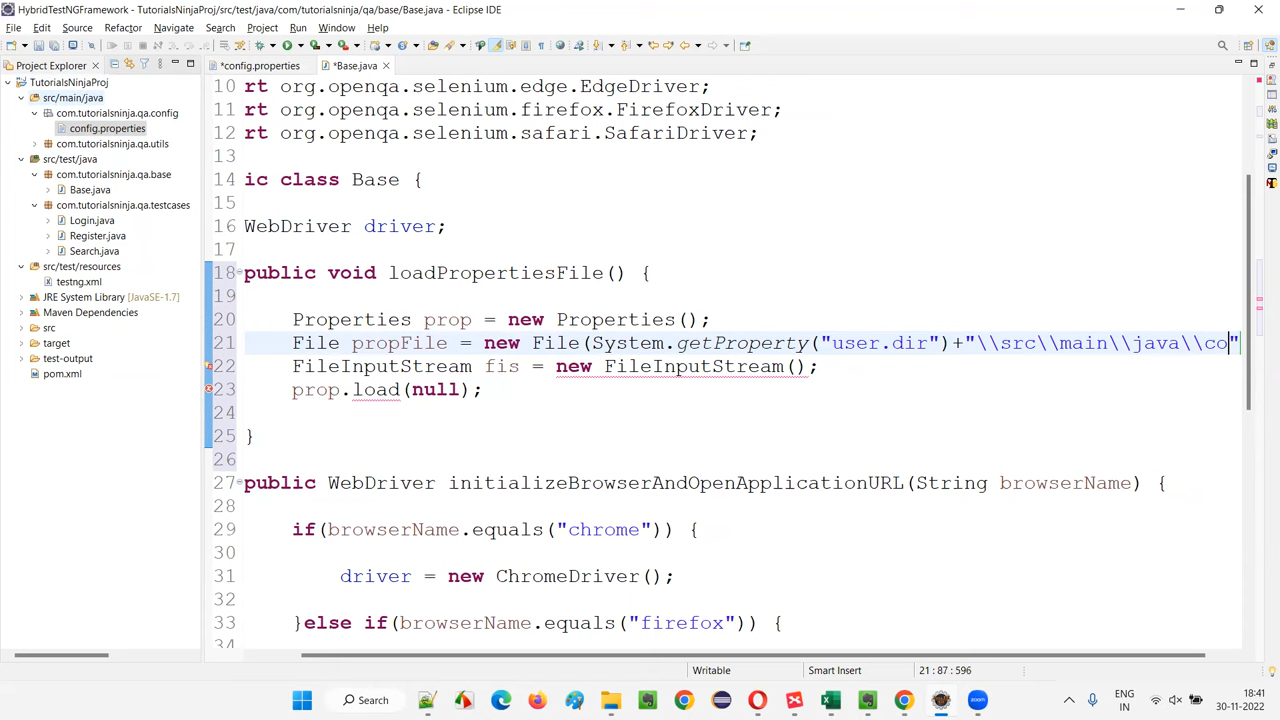 HybridTestNGFramework - TutorialsNinjaProj/src/test/java/com/tutorialsninja/qa/base/Base.java - Eclipse IDE
File Edit Source Refactor Navigate Search Project Run Window Help
Project Explorer
*config.properties
*Base.java
TutorialsNinjaProj
src/main/java
com.tutorialsninja.qa.config
config.properties
com.tutorialsninja.qa.utils
src/test/java
com.tutorialsninja.qa.base
Base.java
com.tutorialsninja.qa.testcases
Login.java
Register.java
Search.java
src/test/resources
testng.xml
JRE System Library [JavaSE-1.7]
Maven Dependencies
src
target
test-output
pom.xml
10 rt org.openqa.selenium.edge.EdgeDriver;
11 rt org.openqa.selenium.firefox.FirefoxDriver;
12 rt org.openqa.selenium.safari.SafariDriver;
13
14 ic class Base {
15
16 WebDriver driver;
17
18 public void loadPropertiesFile() {
19
20 Properties prop = new Properties();
21 File propFile = new File(System.getProperty("user.dir")+"\\src\\main\\java\\co"
22 FileInputStream fis = new FileInputStream();
23 prop.load(null);
24
25 }
26
27 public WebDriver initializeBrowserAndOpenApplicationURL(String browserName) {
28
29 if(browserName.equals("chrome")) {
30
31 driver = new ChromeDriver();
32
33 }else if(browserName.equals("firefox")) {
34
Writable
Smart Insert
21 : 87 : 596
Search
ENG
IN
18:41
30-11-2022